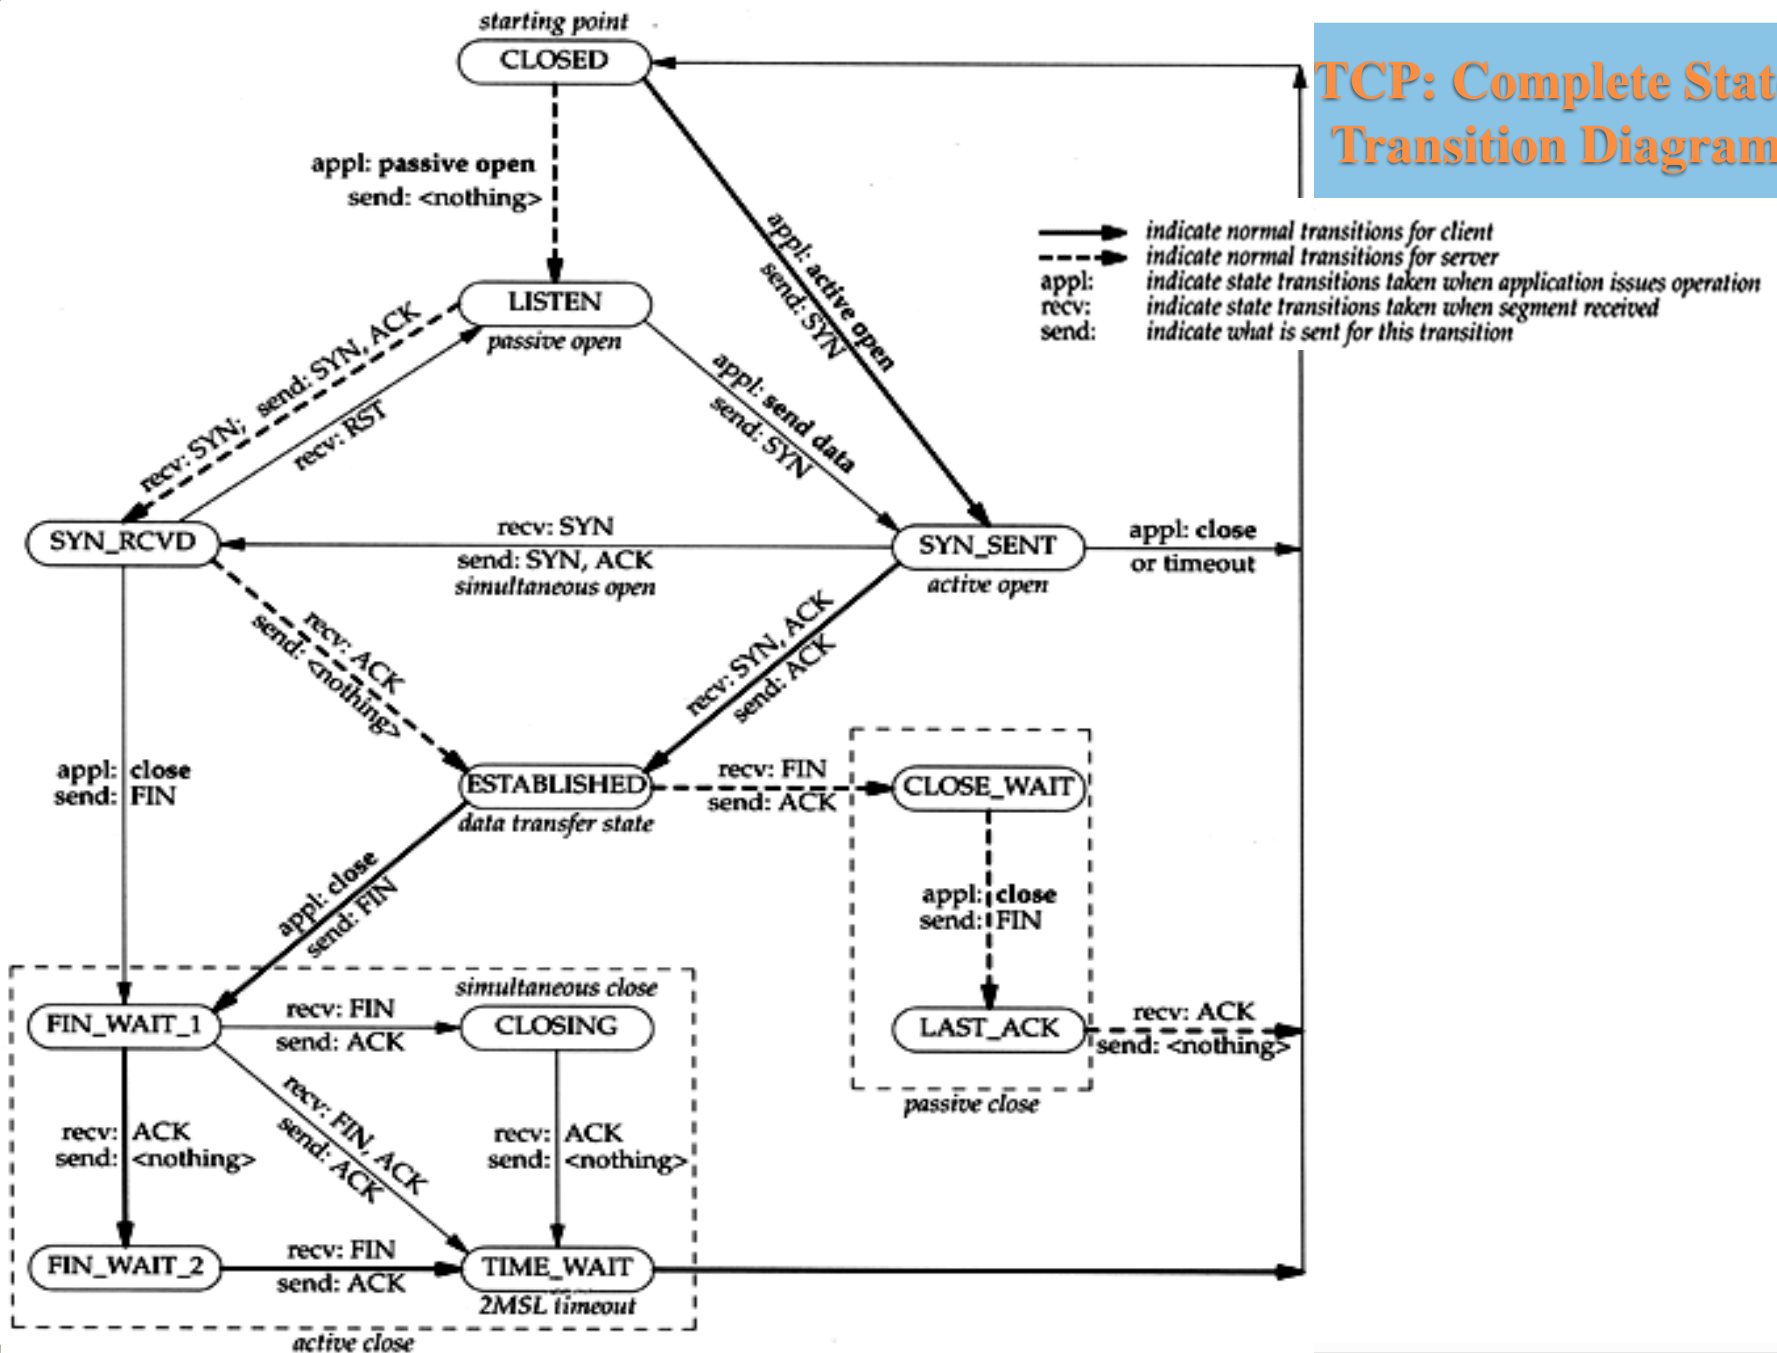 starting point
CLOSED
TCP: Complete Stat
Transition Diagram
appl: passive open
send: <nothing>
appl: active open
send: SYN
indicate normal transitions for client
indicate normal transitions for server
appl: indicate state transitions taken when application issues operation
recv: indicate state transitions taken when segment received
send: indicate what is sent for this transition
LISTEN
passive open
recv: SYN; send: SYN, ACK
recv: RST
appl: send data
send: SYN
SYN_RCVD
recv: SYN
send: SYN, ACK
simultaneous open
SYN_SENT
active open
appl: close
or timeout
recv: ACK
send: <nothing>
recv: SYN, ACK
send: ACK
appl: close
send: FIN
ESTABLISHED
data transfer state
recv: FIN
send: ACK
CLOSE_WAIT
appl: close
send: FIN
appl: close
send: FIN
simultaneous close
FIN_WAIT_1
recv: FIN
send: ACK
CLOSING
LAST_ACK
recv: ACK
send: <nothing>
passive close
recv: ACK
send: <nothing>
recv: FIN, ACK
send: ACK
recv: ACK
send: <nothing>
FIN_WAIT_2
recv: FIN
send: ACK
TIME_WAIT
2MSL timeout
active close